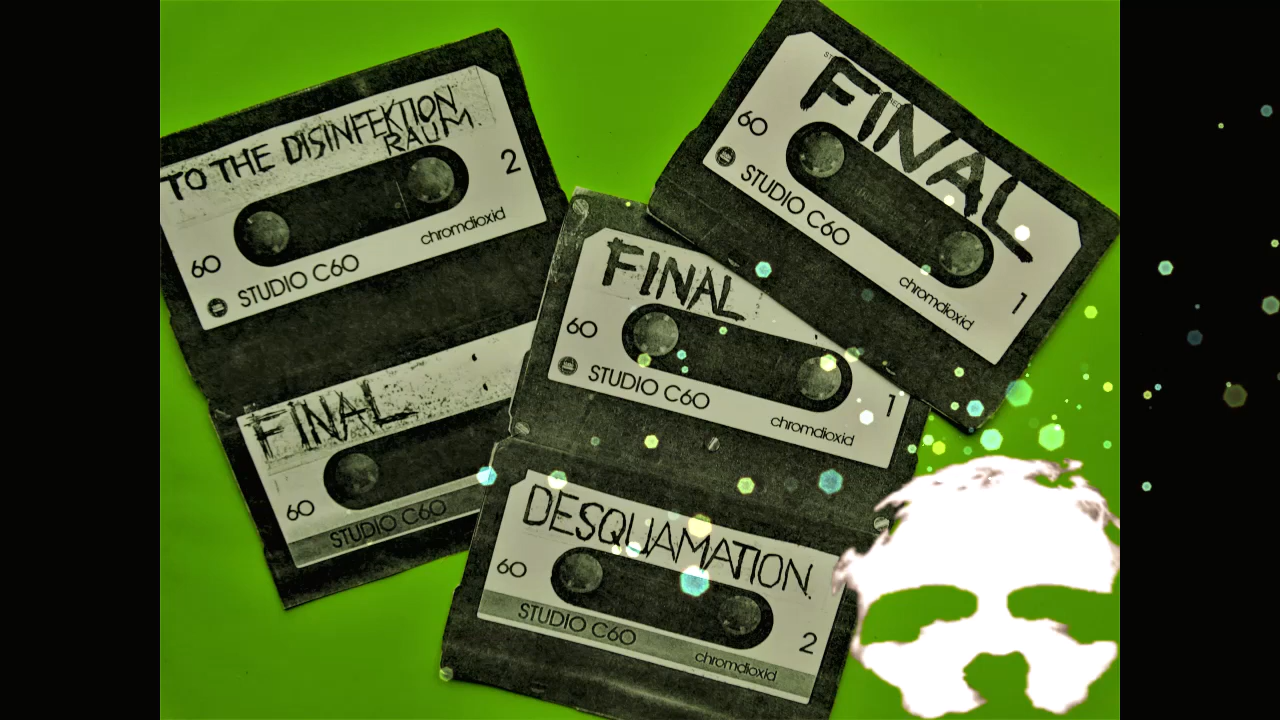 TO THE DISINFEKTION
RAUM
2
60
STUDIO C60
chromdioxid
FINAL
60
STUDIO C60
FINAL
60
1
STUDIO C60
chromdioxid
FINAL
60
1
STUDIO C60
chromdioxid
DESQUAMATION.
60
2
STUDIO C60
chromdioxid